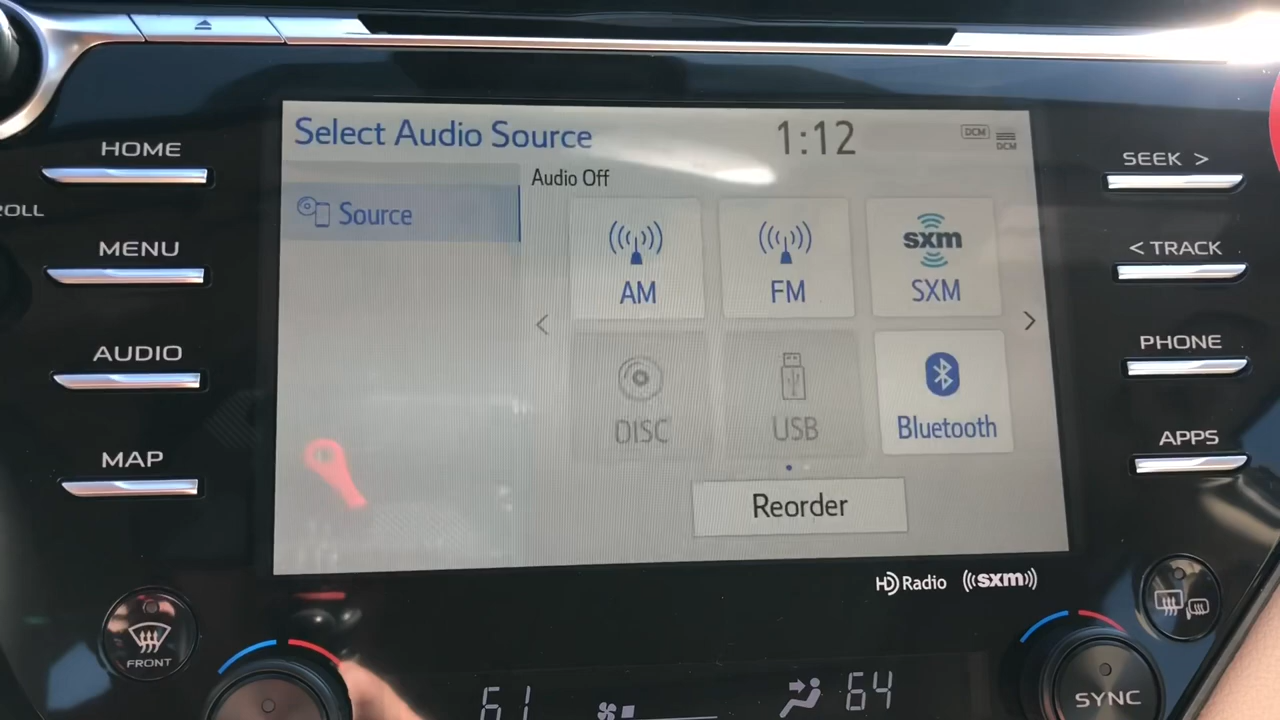 Select Audio Source
1:12
DCM
DCM
Audio Off
Source
AM
FM
sxm
SXM
DISC
USB
Bluetooth
Reorder
HOME
ROLL
MENU
AUDIO
MAP
SEEK >
< TRACK
PHONE
APPS
HD Radio
((sxm))
FRONT
61
64
SYNC